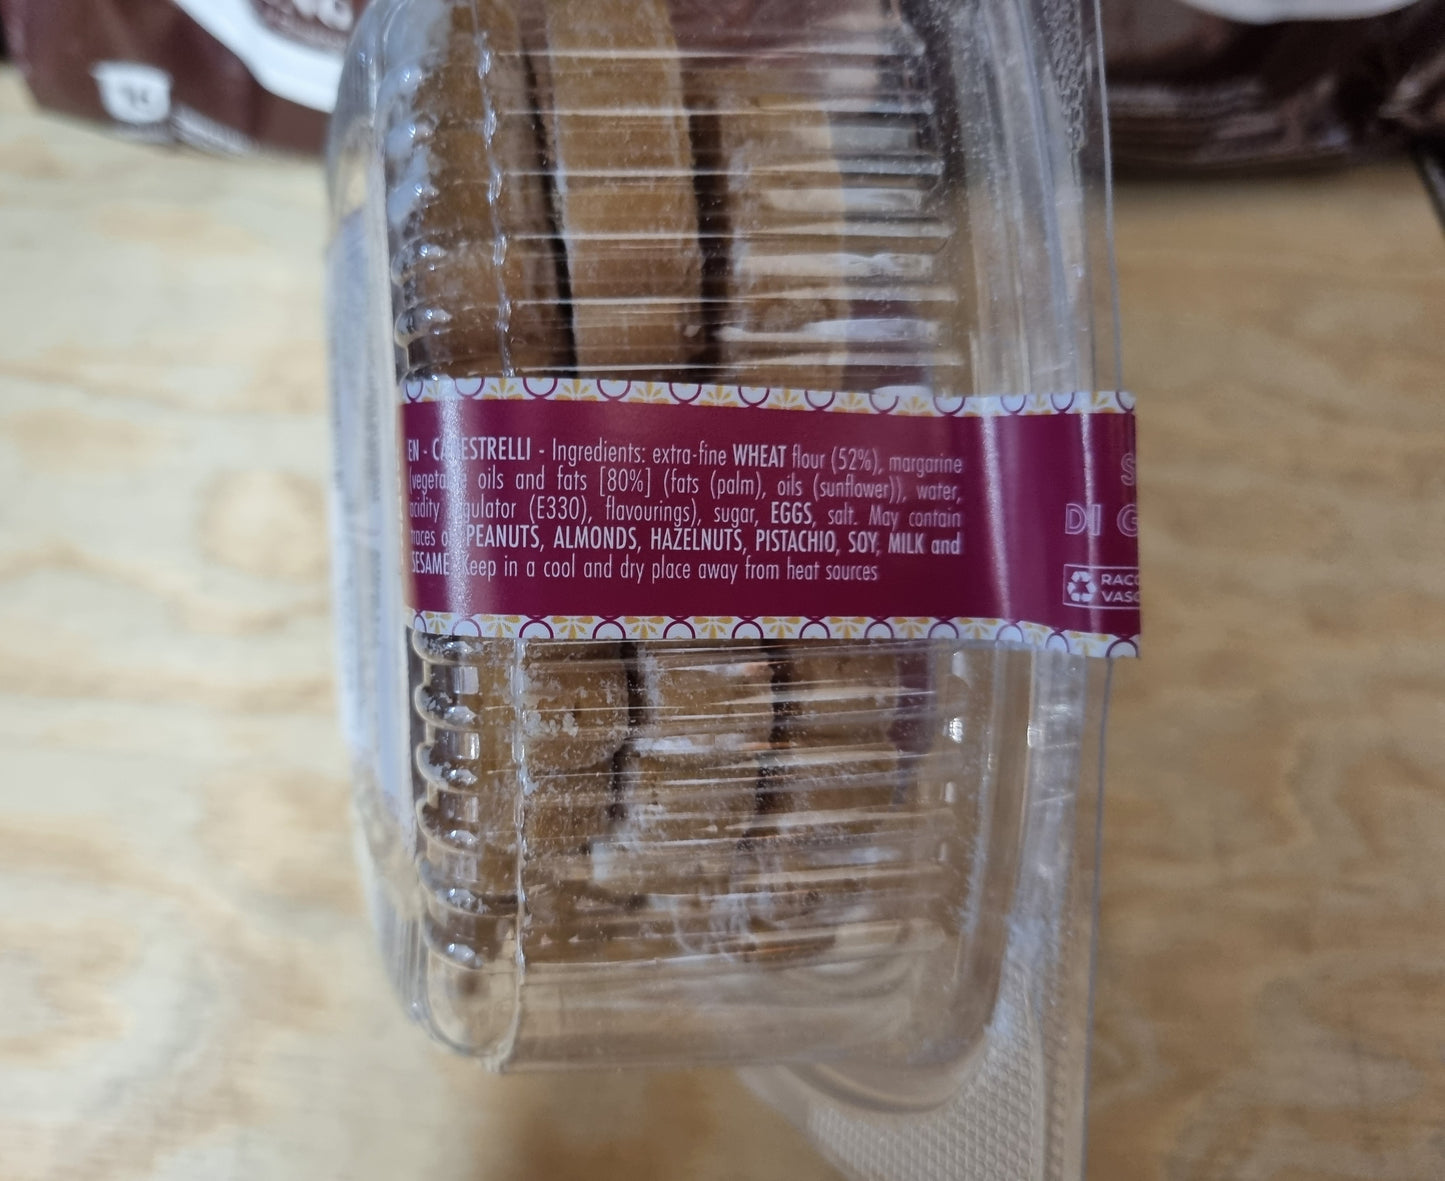 EN - CANESTRELLI - Ingredients: extra-fine WHEAT flour (52%), margarine
(vegetable oils and fats [80%] (fats (palm), oils (sunflower)), water,
acidity regulator (E330), flavourings), sugar, EGGS, salt. May contain
traces of PEANUTS, ALMONDS, HAZELNUTS, PISTACHIO, SOY, MILK and
SESAME. Keep in a cool and dry place away from heat sources
DI